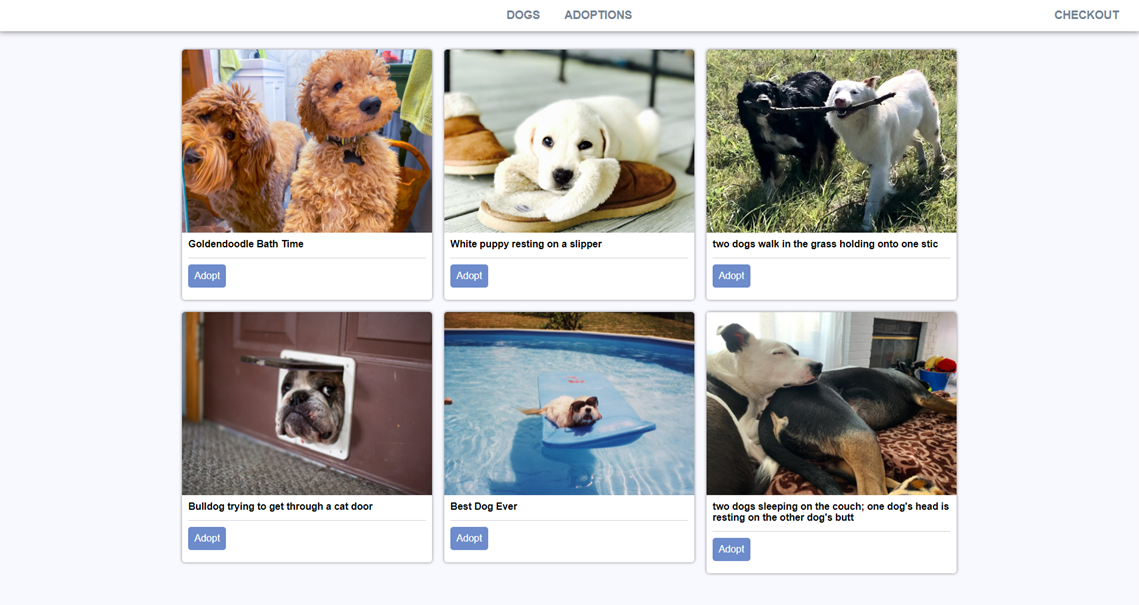 DOGS ADOPTIONS CHECKOUT
Goldendoodle Bath Time
Adopt
White puppy resting on a slipper
Adopt
two dogs walk in the grass holding onto one stic
Adopt
Bulldog trying to get through a cat door
Adopt
Best Dog Ever
Adopt
two dogs sleeping on the couch; one dog's head is
resting on the other dog's butt
Adopt